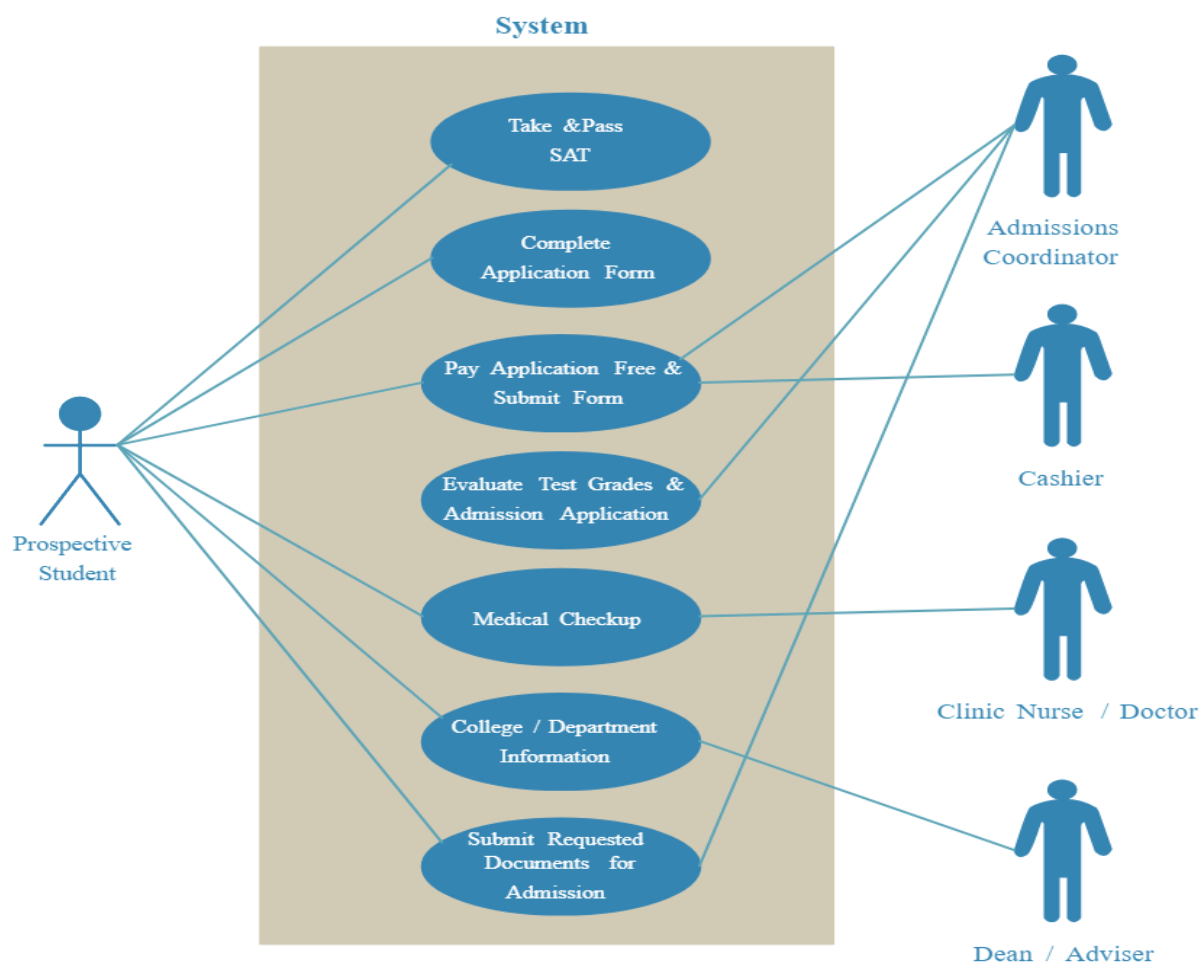 System
Take &Pass
SAT
Complete
Application Form
Pay Application Free &
Submit Form
Evaluate Test Grades &
Admission Application
Medical Checkup
College / Department
Information
Submit Requested
Documents for
Admission
Prospective
Student
Admissions
Coordinator
Cashier
Clinic Nurse / Doctor
Dean / Adviser